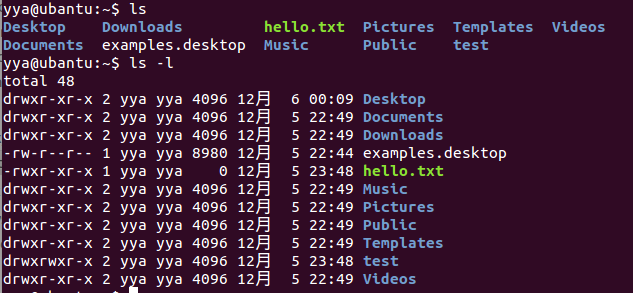 yya@ubantu:~$ ls
Desktop    Downloads         hello.txt  Pictures  Templates  Videos
Documents  examples.desktop  Music      Public    test
yya@ubantu:~$ ls -l
total 48
drwxr-xr-x 2 yya yya 4096 12月  6 00:09 Desktop
drwxr-xr-x 2 yya yya 4096 12月  5 22:49 Documents
drwxr-xr-x 2 yya yya 4096 12月  5 22:49 Downloads
-rw-r--r-- 1 yya yya 8980 12月  5 22:44 examples.desktop
-rwxr-xr-x 1 yya yya    0 12月  5 23:48 hello.txt
drwxr-xr-x 2 yya yya 4096 12月  5 22:49 Music
drwxr-xr-x 2 yya yya 4096 12月  5 22:49 Pictures
drwxr-xr-x 2 yya yya 4096 12月  5 22:49 Public
drwxr-xr-x 2 yya yya 4096 12月  5 22:49 Templates
drwxrwxr-x 2 yya yya 4096 12月  5 23:48 test
drwxr-xr-x 2 yya yya 4096 12月  5 22:49 Videos